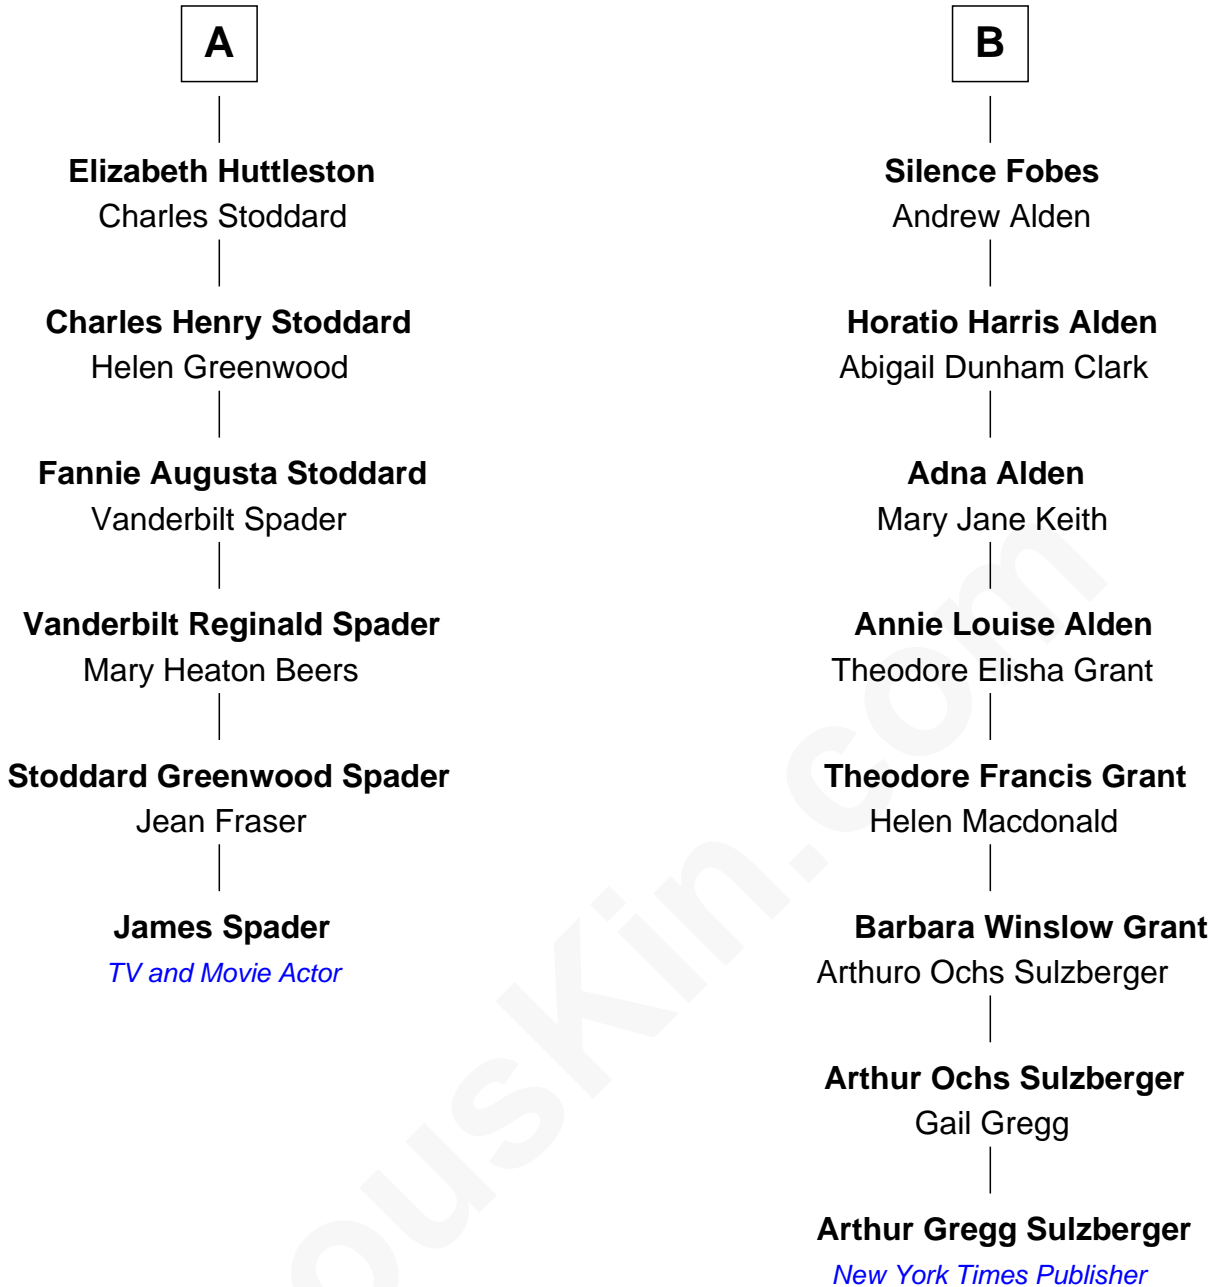 A
Elizabeth Huttleston
Charles Stoddard
Charles Henry Stoddard
Helen Greenwood
Fannie Augusta Stoddard
Vanderbilt Spader
Vanderbilt Reginald Spader
Mary Heaton Beers
Stoddard Greenwood Spader
Jean Fraser
James Spader
TV and Movie Actor
B
Silence Fobes
Andrew Alden
Horatio Harris Alden
Abigail Dunham Clark
Adna Alden
Mary Jane Keith
Annie Louise Alden
Theodore Elisha Grant
Theodore Francis Grant
Helen Macdonald
Barbara Winslow Grant
Arthuro Ochs Sulzberger
Arthur Ochs Sulzberger
Gail Gregg
Arthur Gregg Sulzberger
New York Times Publisher
ousKin.com